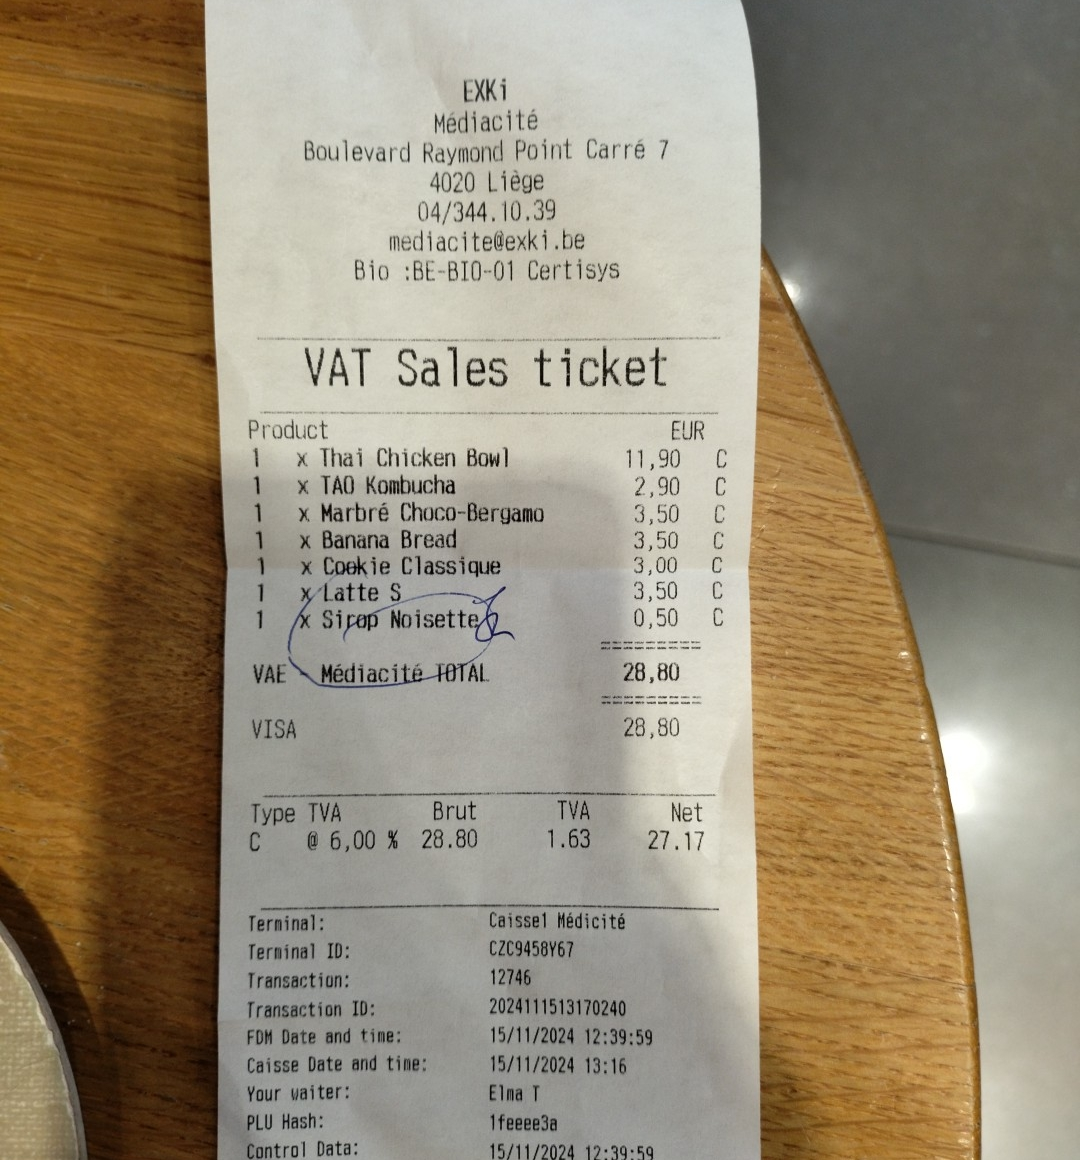 EXKi
Médiacité
Boulevard Raymond Point Carré 7
4020 Liège
04/344.10.39
mediacite@exki.be
Bio :BE-BIO-01 Certisys
VAT Sales ticket
Product EUR
1 x Thai Chicken Bowl 11,90 C
1 x TAO Kombucha 2,90 C
1 x Marbré Choco-Bergamo 3,50 C
1 x Banana Bread 3,50 C
1 x Cookie Classique 3,00 C
1 x Latte S 3,50 C
1 x Sirop Noisette 0,50 C
VAE - Médiacité TOTAL 28,80
VISA 28,80
Type TVA Brut TVA Net
C @ 6,00 % 28.80 1.63 27.17
Terminal: Caisse1 Médicité
Terminal ID: CZC9458Y67
Transaction: 12746
Transaction ID: 2024111513170240
FDM Date and time: 15/11/2024 12:39:59
Caisse Date and time: 15/11/2024 13:16
Your waiter: Elma T
PLU Hash: 1feeee3a
Control Data: 15/11/2024 12:39:59